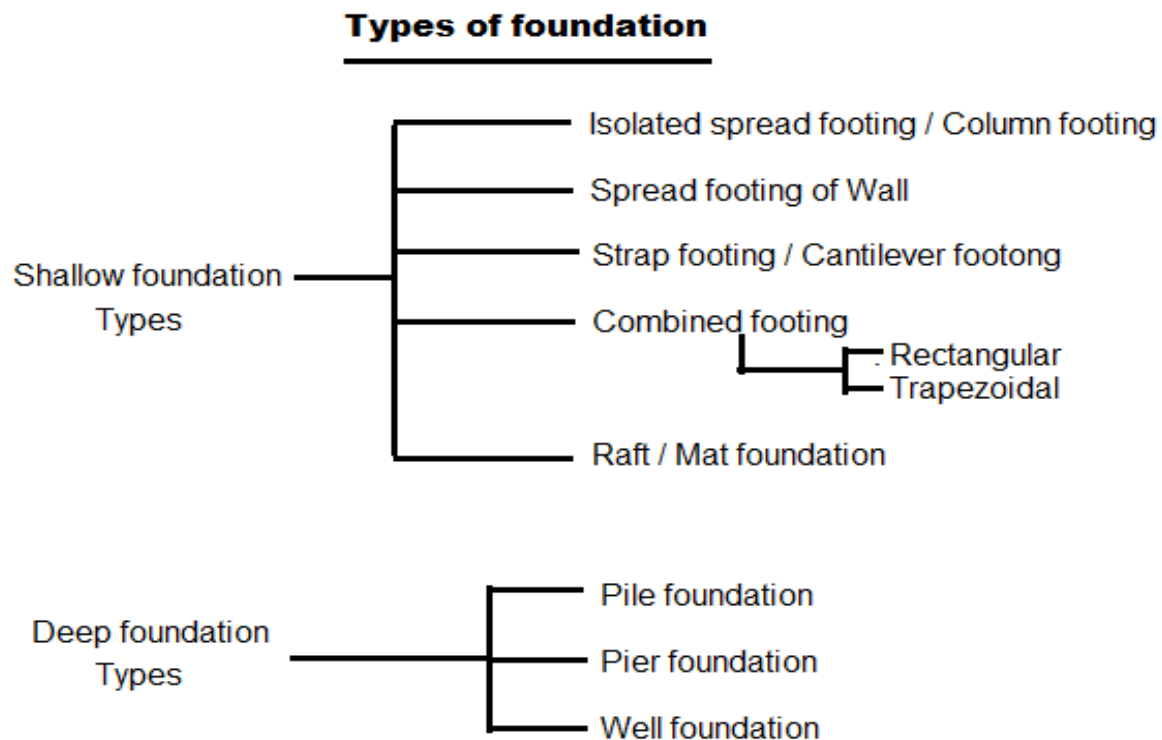 Types of foundation
Isolated spread footing / Column footing
Spread footing of Wall
Strap footing / Cantilever footong
Shallow foundation
Types
Combined footing
Rectangular
Trapezoidal
Raft / Mat foundation
Pile foundation
Deep foundation
Types
Pier foundation
Well foundation